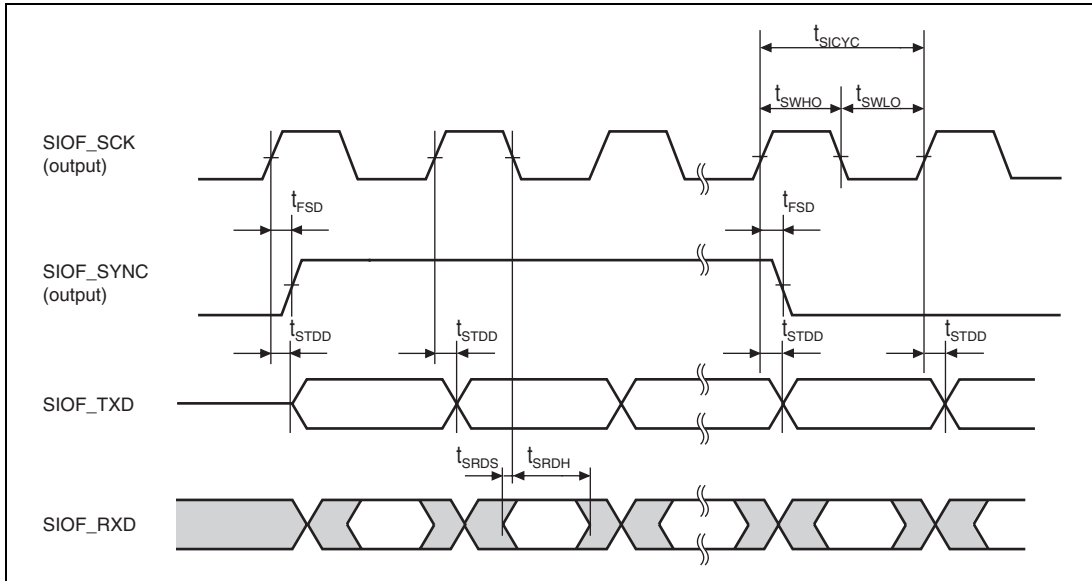 tSICYC
tSWHO tSWLO
SIOF_SCK
(output)
tFSD tFSD
SIOF_SYNC
(output)
tSTDD tSTDD tSTDD tSTDD
SIOF_TXD
tSRDS tSRDH
SIOF_RXD